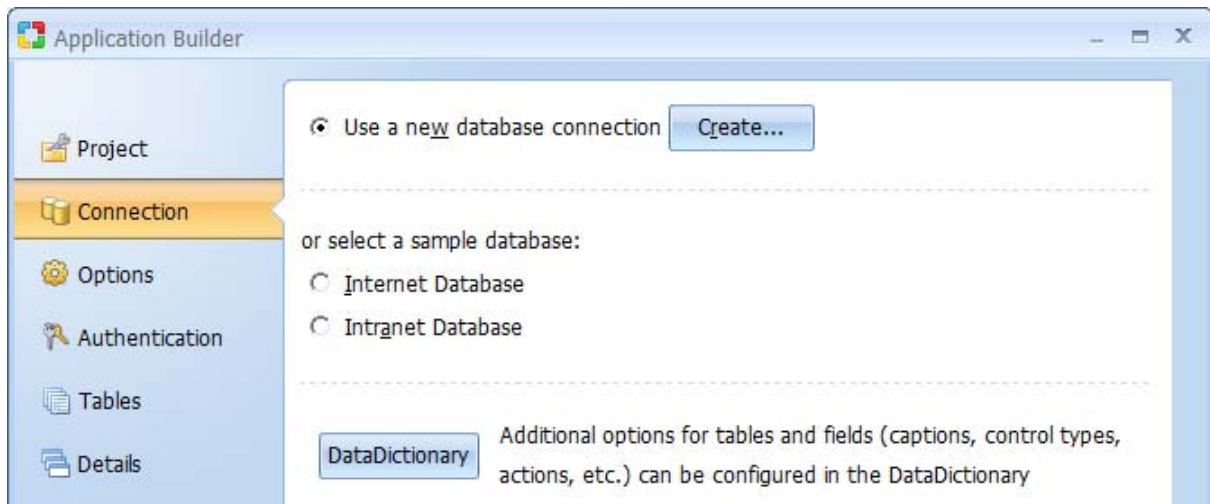 Application Builder
Project
Connection
Options
Authentication
Tables
Details
Use a new database connection Create...
or select a sample database:
Internet Database
Intranet Database
DataDictionary
Additional options for tables and fields (captions, control types,
actions, etc.) can be configured in the DataDictionary